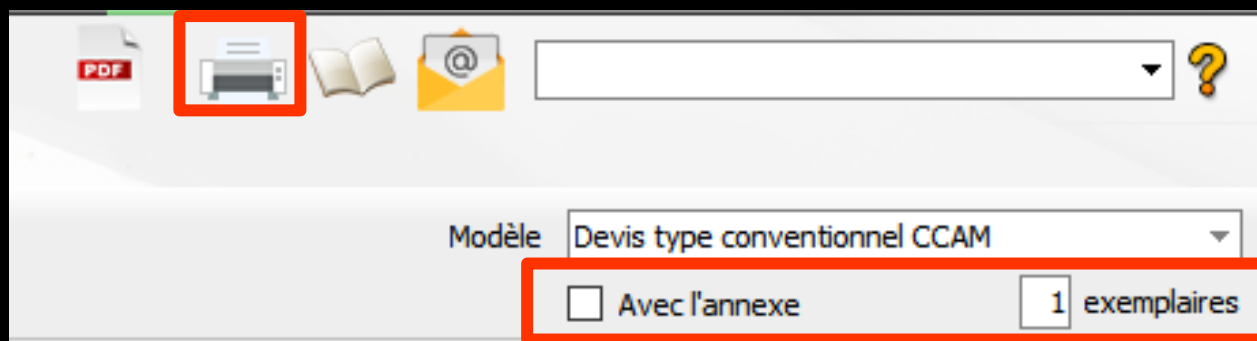 PDF
@
?
Modèle Devis type conventionnel CCAM
Avec l'annexe 1 exemplaires